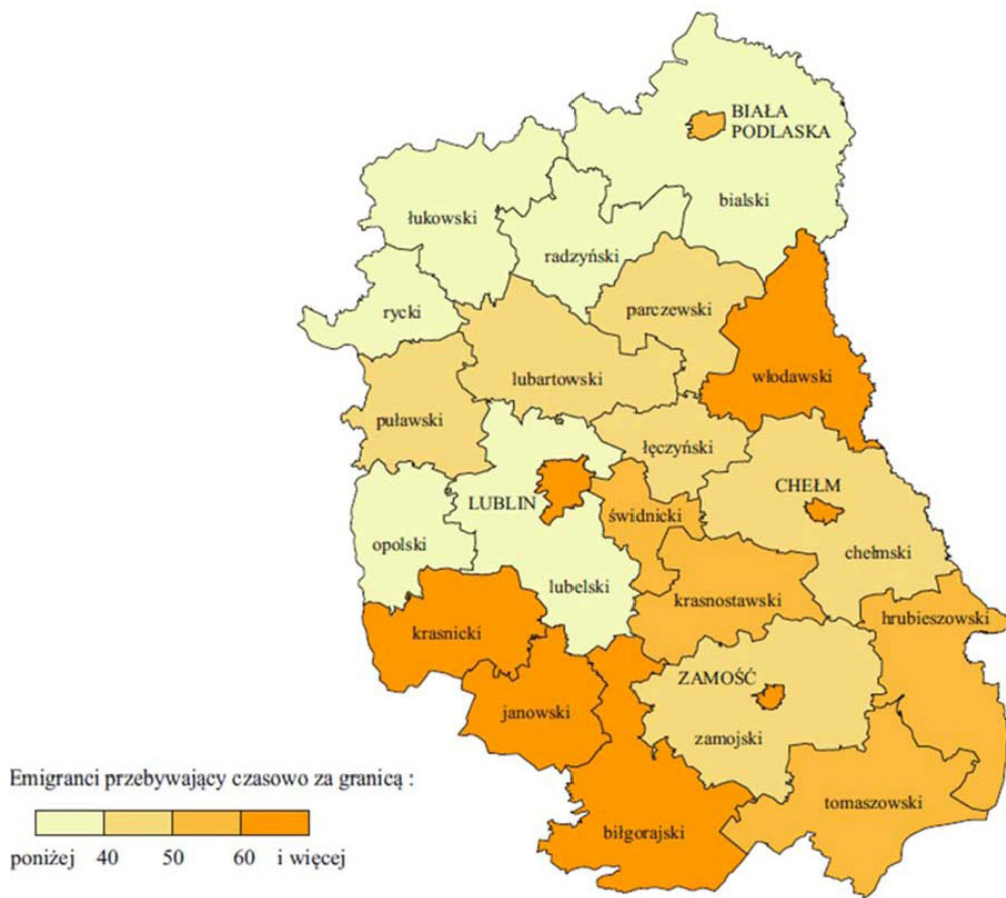 BIAŁA
PODLASKA
bialski
łukowski
radzyński
rycki
parczewski
włodawski
lubartowski
puławski
łęczyński
CHEŁM
LUBLIN
świdnicki
opolski
chełmski
lubelski
krasnostawski
hrubieszowski
krasnicki
ZAMOŚĆ
janowski
zamojski
Emigranci przebywający czasowo za granicą :
tomaszowski
biłgorajski
poniżej 40 50 60 i więcej